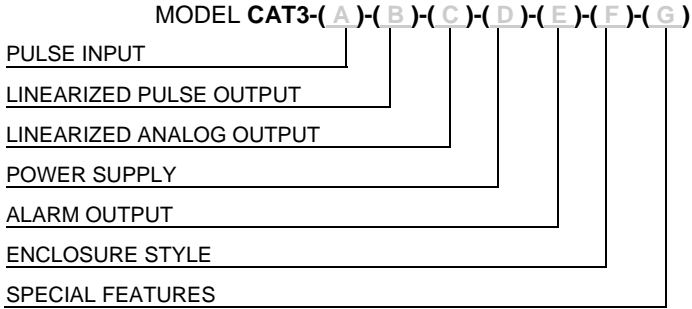 MODEL CAT3-( A )-( B )-( C )-( D )-( E )-( F )-( G )
PULSE INPUT
LINEARIZED PULSE OUTPUT
LINEARIZED ANALOG OUTPUT
POWER SUPPLY
ALARM OUTPUT
ENCLOSURE STYLE
SPECIAL FEATURES